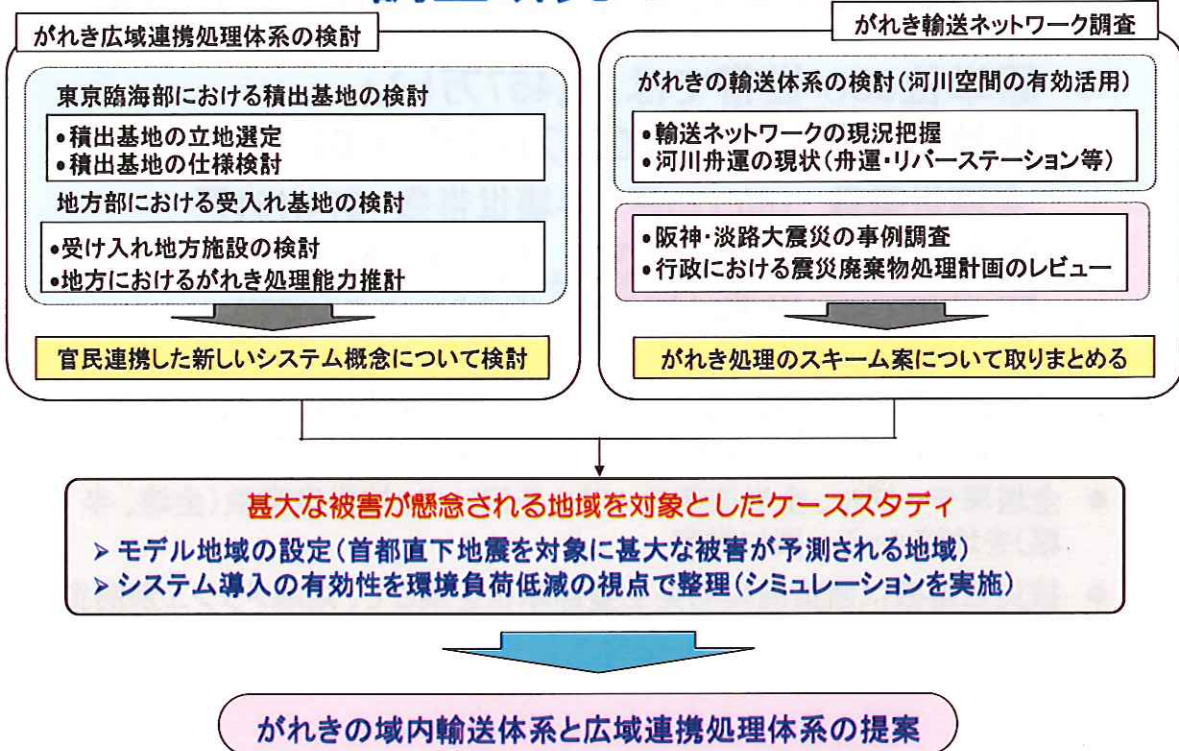 がれき広域連携処理体系の検討
東京臨海部における積出基地の検討
•積出基地の立地選定
•積出基地の仕様検討
地方部における受入れ基地の検討
•受け入れ地方施設の検討
•地方におけるがれき処理能力推計
官民連携した新しいシステム概念について検討
がれき輸送ネットワーク調査
がれきの輸送体系の検討(河川空間の有効活用)
•輸送ネットワークの現況把握
•河川舟運の現状(舟運・リバーステーション等)
•阪神・淡路大震災の事例調査
•行政における震災廃棄物処理計画のレビュー
がれき処理のスキーム案について取りまとめる
甚大な被害が懸念される地域を対象としたケーススタディ
➢ モデル地域の設定(首都直下地震を対象に甚大な被害が予測される地域)
➢ システム導入の有効性を環境負荷低減の視点で整理(シミュレーションを実施)
がれきの域内輸送体系と広域連携処理体系の提案